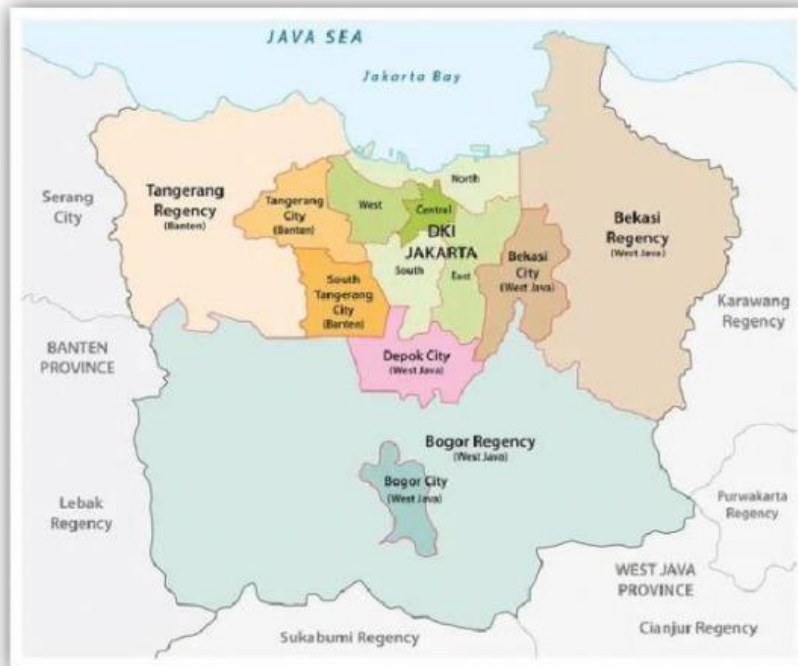 JAVA SEA
Jakarta Bay
Serang
City
Tangerang
Regency
(Banten)
Tangerang
City
(Banten)
West
North
Central
DKI
JAKARTA
South
East
Bekasi
City
(West Java)
Bekasi
Regency
(West Java)
South
Tangerang
City
(Banten)
Karawang
Regency
BANTEN
PROVINCE
Depok City
(West Java)
Bogor Regency
(West Java)
Bogor City
(West Java)
Lebak
Regency
Purwakarta
Regency
WEST JAVA
PROVINCE
Cianjur Regency
Sukabumi Regency